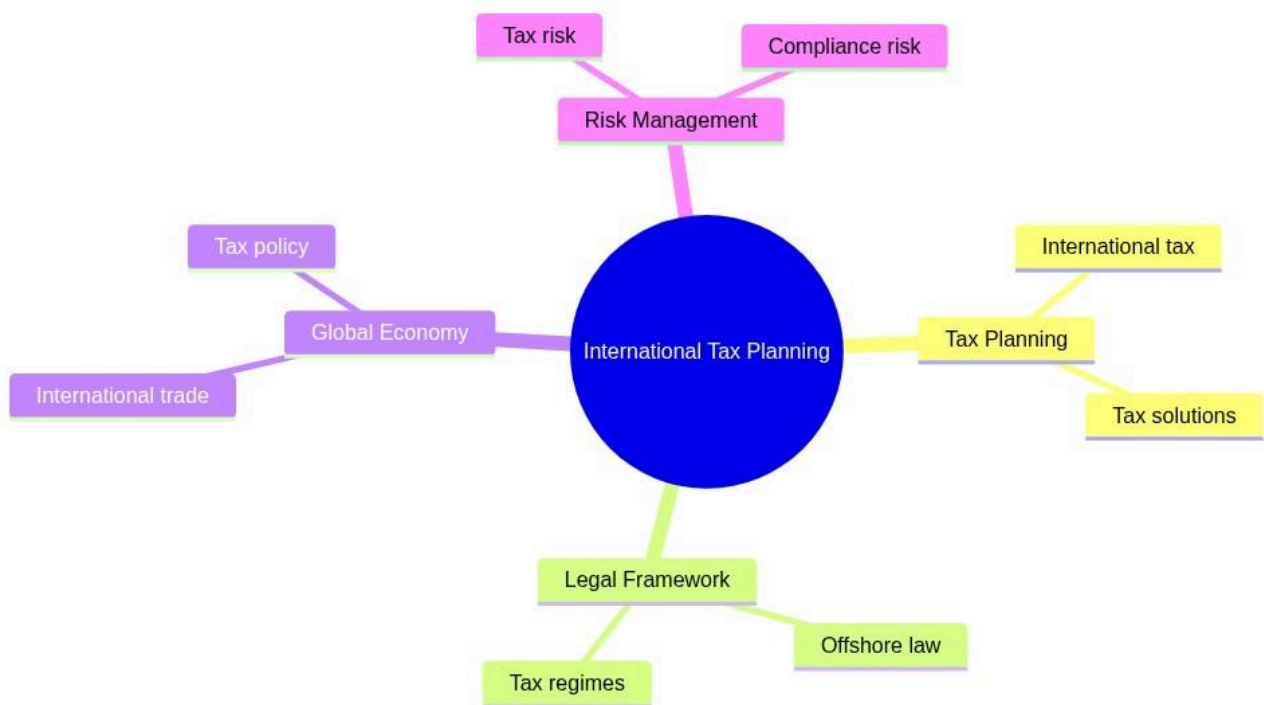 Tax risk
Compliance risk
Risk Management
Tax policy
International tax
Global Economy
Tax Planning
International Tax Planning
International trade
Tax solutions
Legal Framework
Offshore law
Tax regimes